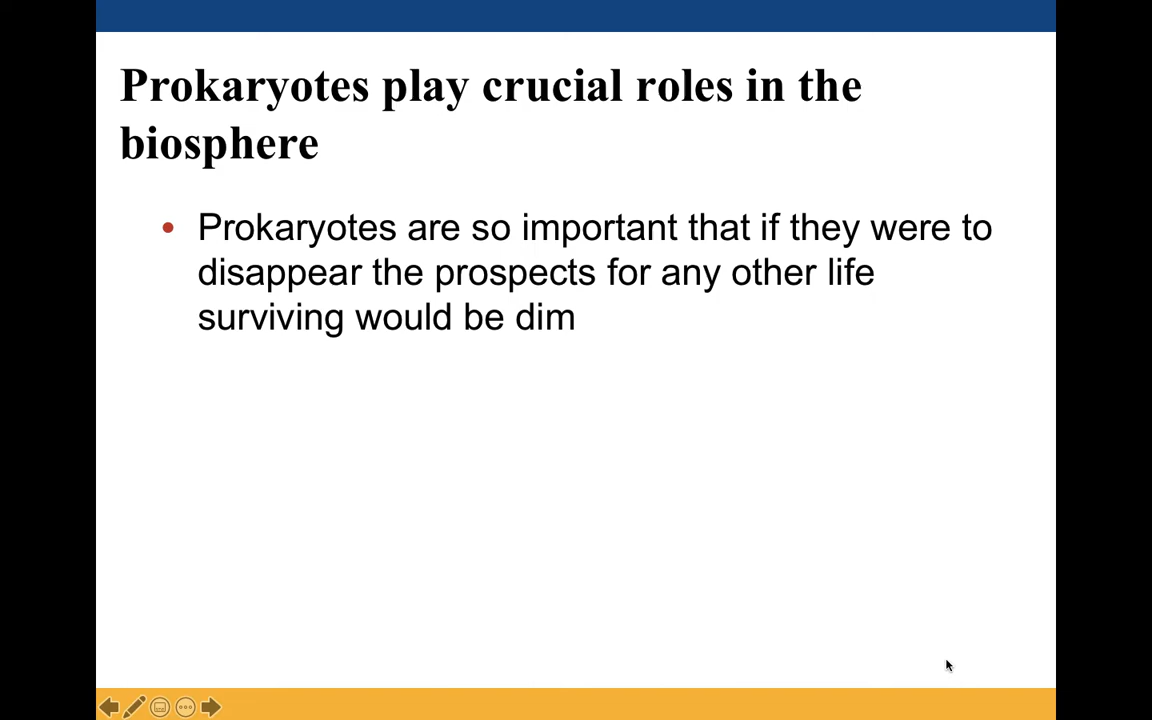 Prokaryotes play crucial roles in the
biosphere
• Prokaryotes are so important that if they were to
disappear the prospects for any other life
surviving would be dim